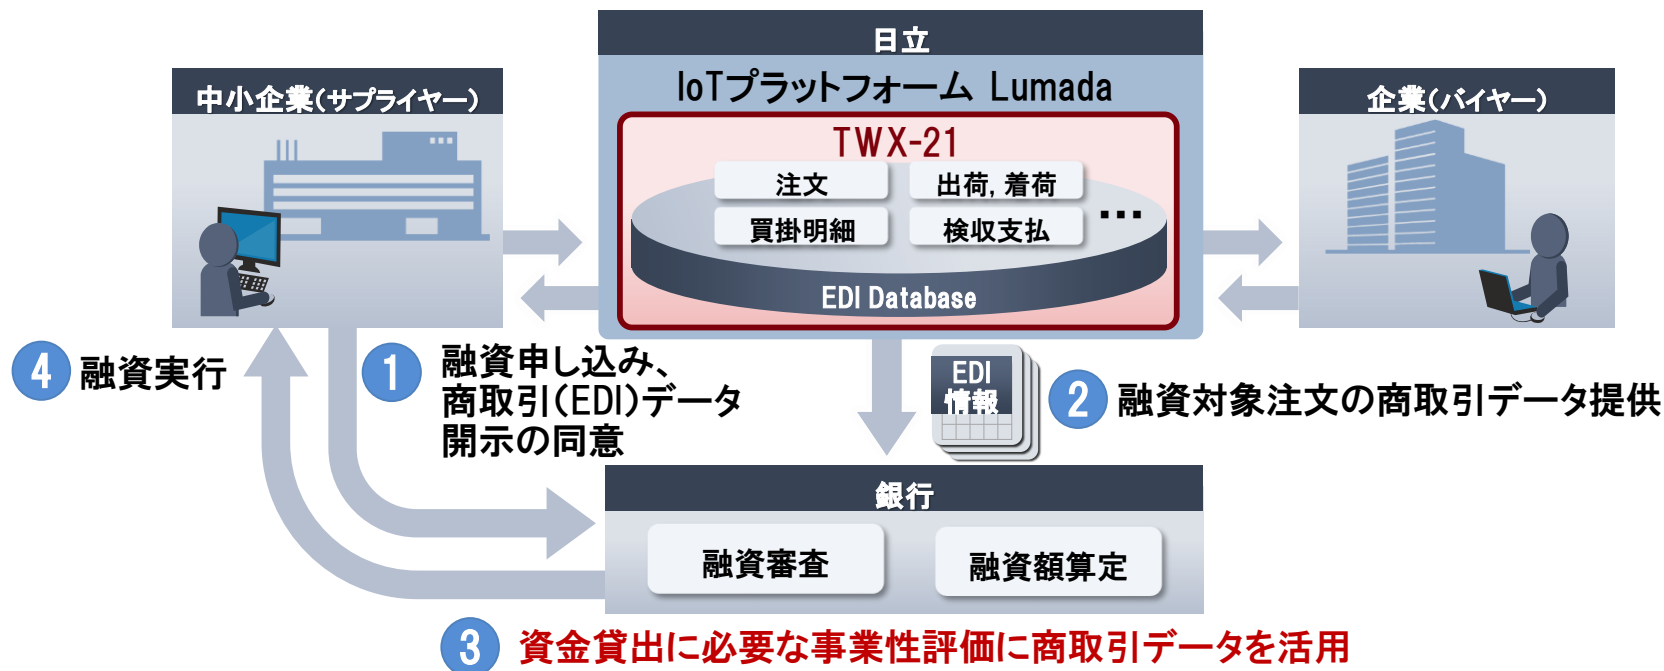 日立
IoTプラットフォーム Lumada
中小企業(サプライヤー)
企業(バイヤー)
TWX-21
注文
出荷, 着荷
買掛明細
検収支払
...
EDI Database
4 融資実行
1 融資申し込み、
商取引(EDI)データ
開示の同意
EDI
情報
2 融資対象注文の商取引データ提供
銀行
融資審査
融資額算定
3 資金貸出に必要な事業性評価に商取引データを活用